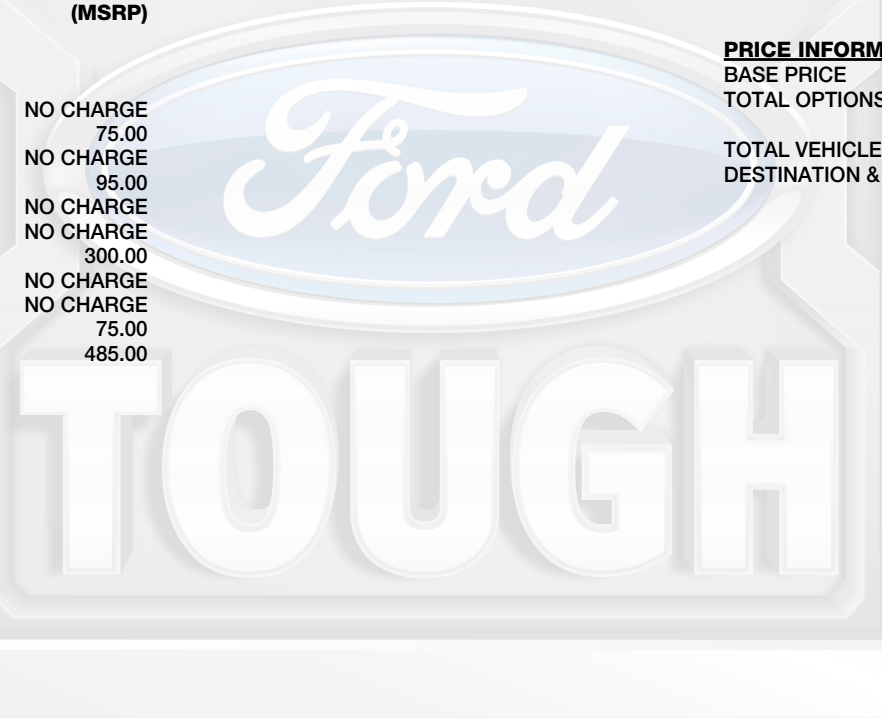 (MSRP)
NO CHARGE
75.00
NO CHARGE
95.00
NO CHARGE
NO CHARGE
300.00
NO CHARGE
NO CHARGE
75.00
485.00
PRICE INFORM
BASE PRICE
TOTAL OPTIONS
TOTAL VEHICLE
DESTINATION &
Ford
TOUGH